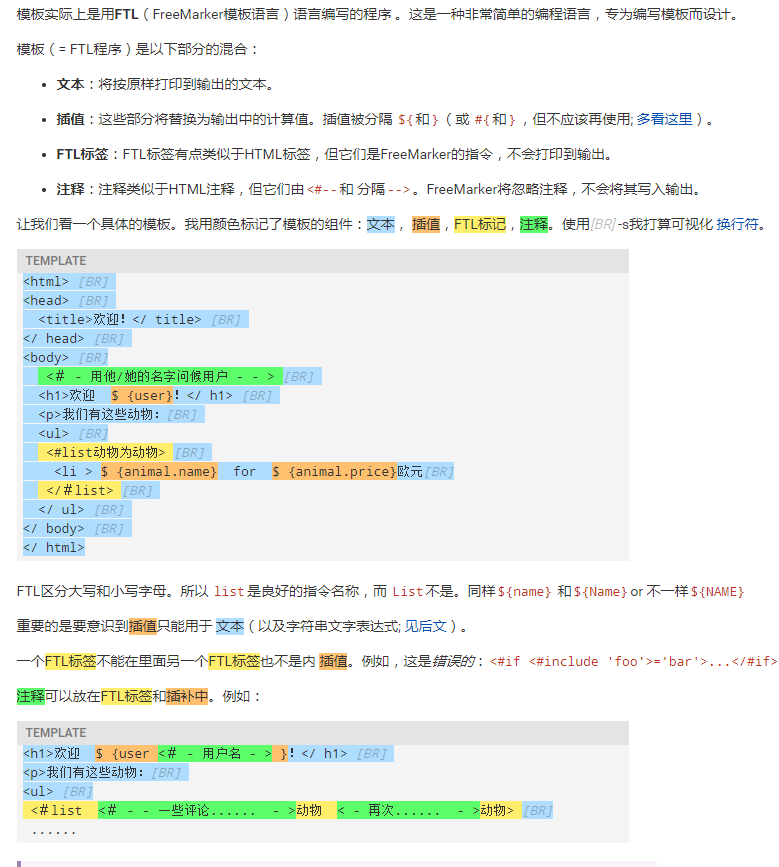 模板实际上是用FTL（FreeMarker模板语言）语言编写的程序 。这是一种非常简单的编程语言，专为编写模板而设计。
模板（= FTL程序）是以下部分的混合：
• 文本：将按原样打印到输出的文本。
• 插值：这些部分将替换为输出中的计算值。插值被分隔 ${和}（或 #{和} ，但不应该再使用; 多看这里）。
• FTL标签：FTL标签有点类似于HTML标签，但它们是FreeMarker的指令，不会打印到输出。
• 注释：注释类似于HTML注释，但它们由<#--和 分隔-->。FreeMarker将忽略注释，不会将其写入输出。
让我们看一个具体的模板。我用颜色标记了模板的组件：文本， 插值，FTL标记，注释。使用[BR]-s我打算可视化 换行符。
TEMPLATE
<html> [BR]
<head> [BR]
<title>欢迎! </ title> [BR]
</ head> [BR]
<body> [BR]
<# - 用他/她的名字问候用户 - - > [BR]
<h1>欢迎 $ {user}! </ h1> [BR]
<p>我们有这些动物: [BR]
<ul> [BR]
<#list动物为动物> [BR]
<li > $ {animal.name} for $ {animal.price}欧元[BR]
</＃list> [BR]
</ ul> [BR]
</ body> [BR]
</ html>
FTL区分大写和小写字母。所以 list是良好的指令名称，而 List不是。同样${name} 和${Name}or 不一样${NAME}
重要的是要意识到插值只能用于 文本（以及字符串文字表达式; 见后文）。
一个FTL标签不能在里面另一个FTL标签也不是内 插值。例如，这是错误的：<#if <#include 'foo'>='bar'>...</#if>
注释可以放在FTL标签和插补中。例如：
TEMPLATE
<h1>欢迎 $ {user <# - 用户名 - > }! </ h1> [BR]
<p>我们有这些动物: [BR]
<ul> [BR]
<#list <# - - 一些评论...... - >动物 < - 再次...... - >动物> [BR]
......